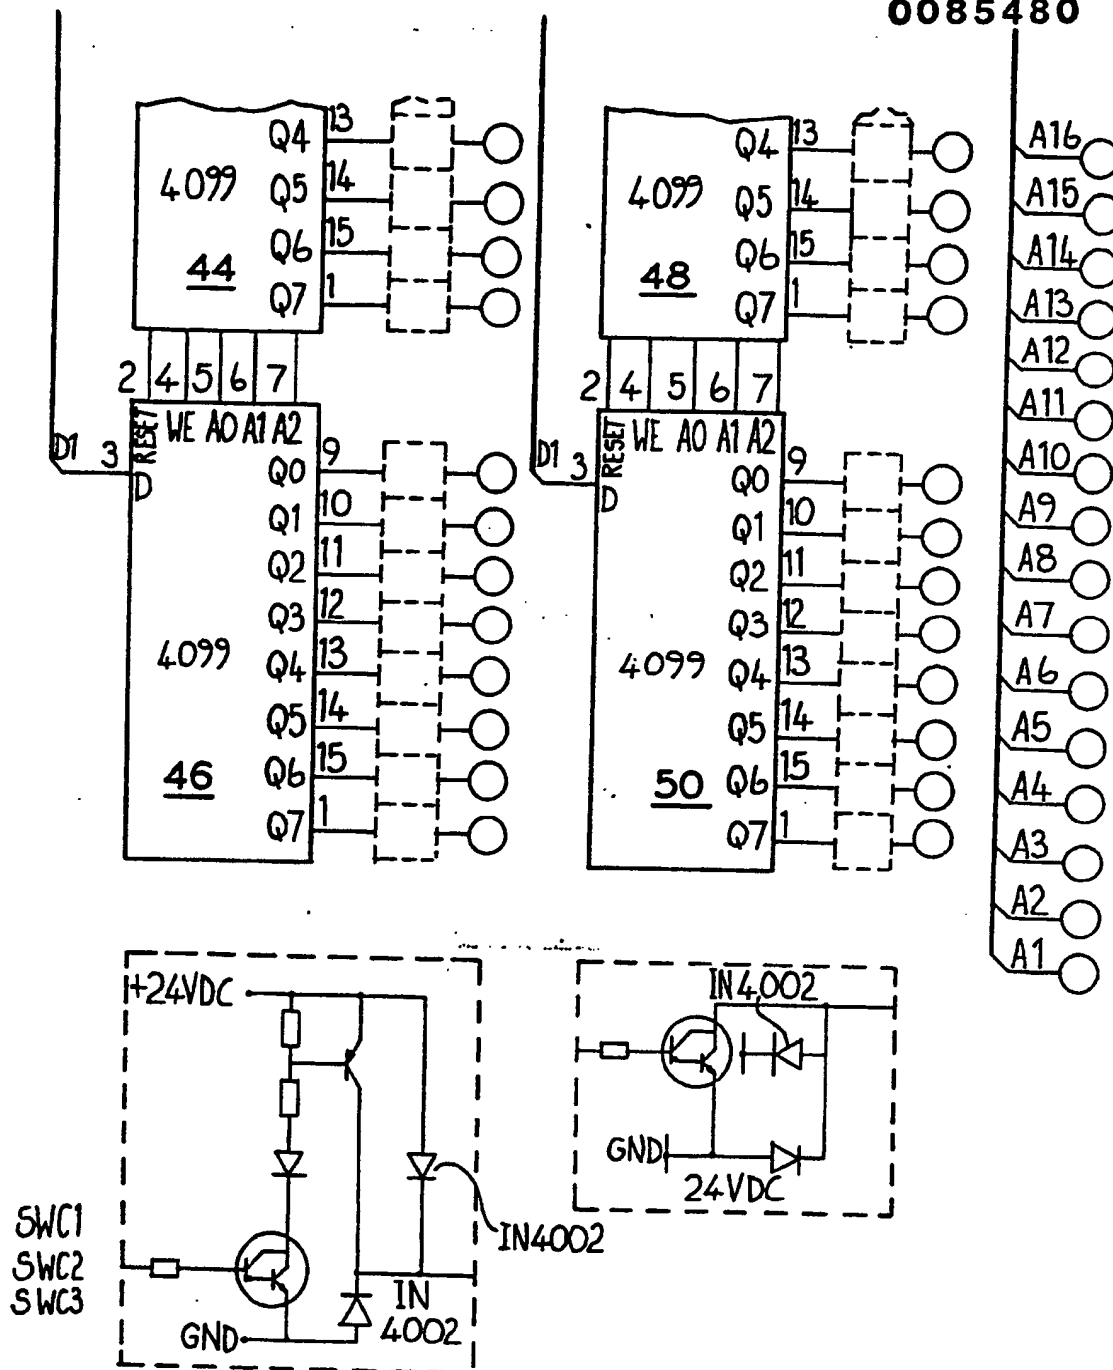 0085480
Q4 13
4099
Q5 14
Q6 15
44
Q7 1
2 4 5 6 7
RESET WE A0 A1 A2
D1 3
D
Q0 9
Q1 10
Q2 11
Q3 12
4099
Q4 13
Q5 14
Q6 15
46
Q7 1
Q4 13
4099
Q5 14
Q6 15
48
Q7 1
2 4 5 6 7
RESET WE A0 A1 A2
D1 3
D
Q0 9
Q1 10
Q2 11
Q3 12
4099
Q4 13
Q5 14
Q6 15
50
Q7 1
A16
A15
A14
A13
A12
A11
A10
A9
A8
A7
A6
A5
A4
A3
A2
A1
+24VDC
IN4002
SWC1
SWC2
SWC3
IN
4002
GND
IN4002
GND
24VDC